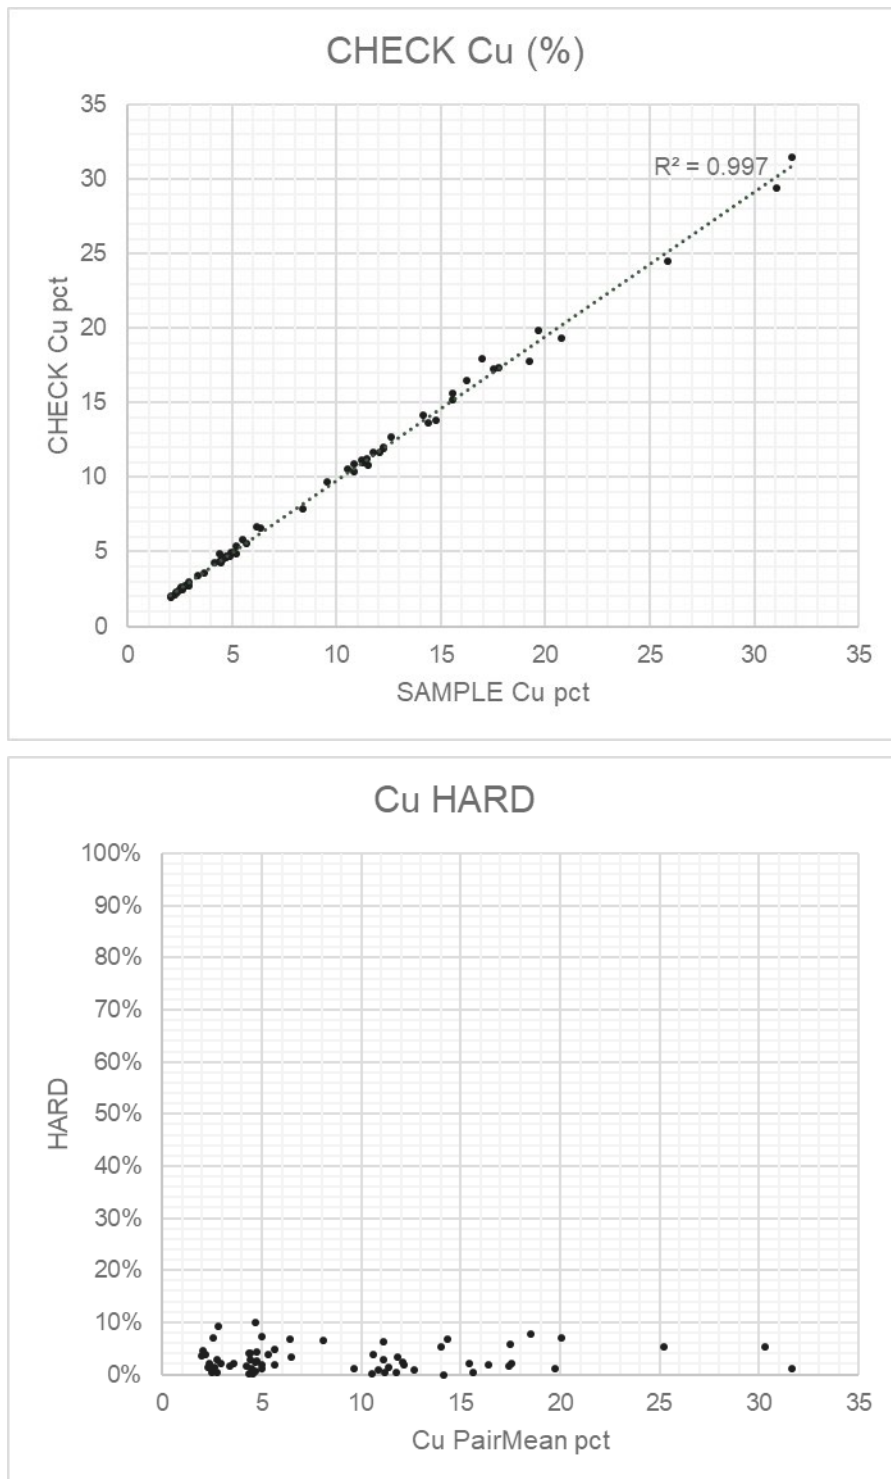 CHECK Cu (%)
35
R² = 0.997
30
25
20
15
10
5
0
CHECK Cu pct
0 5 10 15 20 25 30 35
SAMPLE Cu pct
Cu HARD
100%
90%
80%
70%
60%
50%
40%
30%
20%
10%
0%
HARD
0 5 10 15 20 25 30 35
Cu PairMean pct